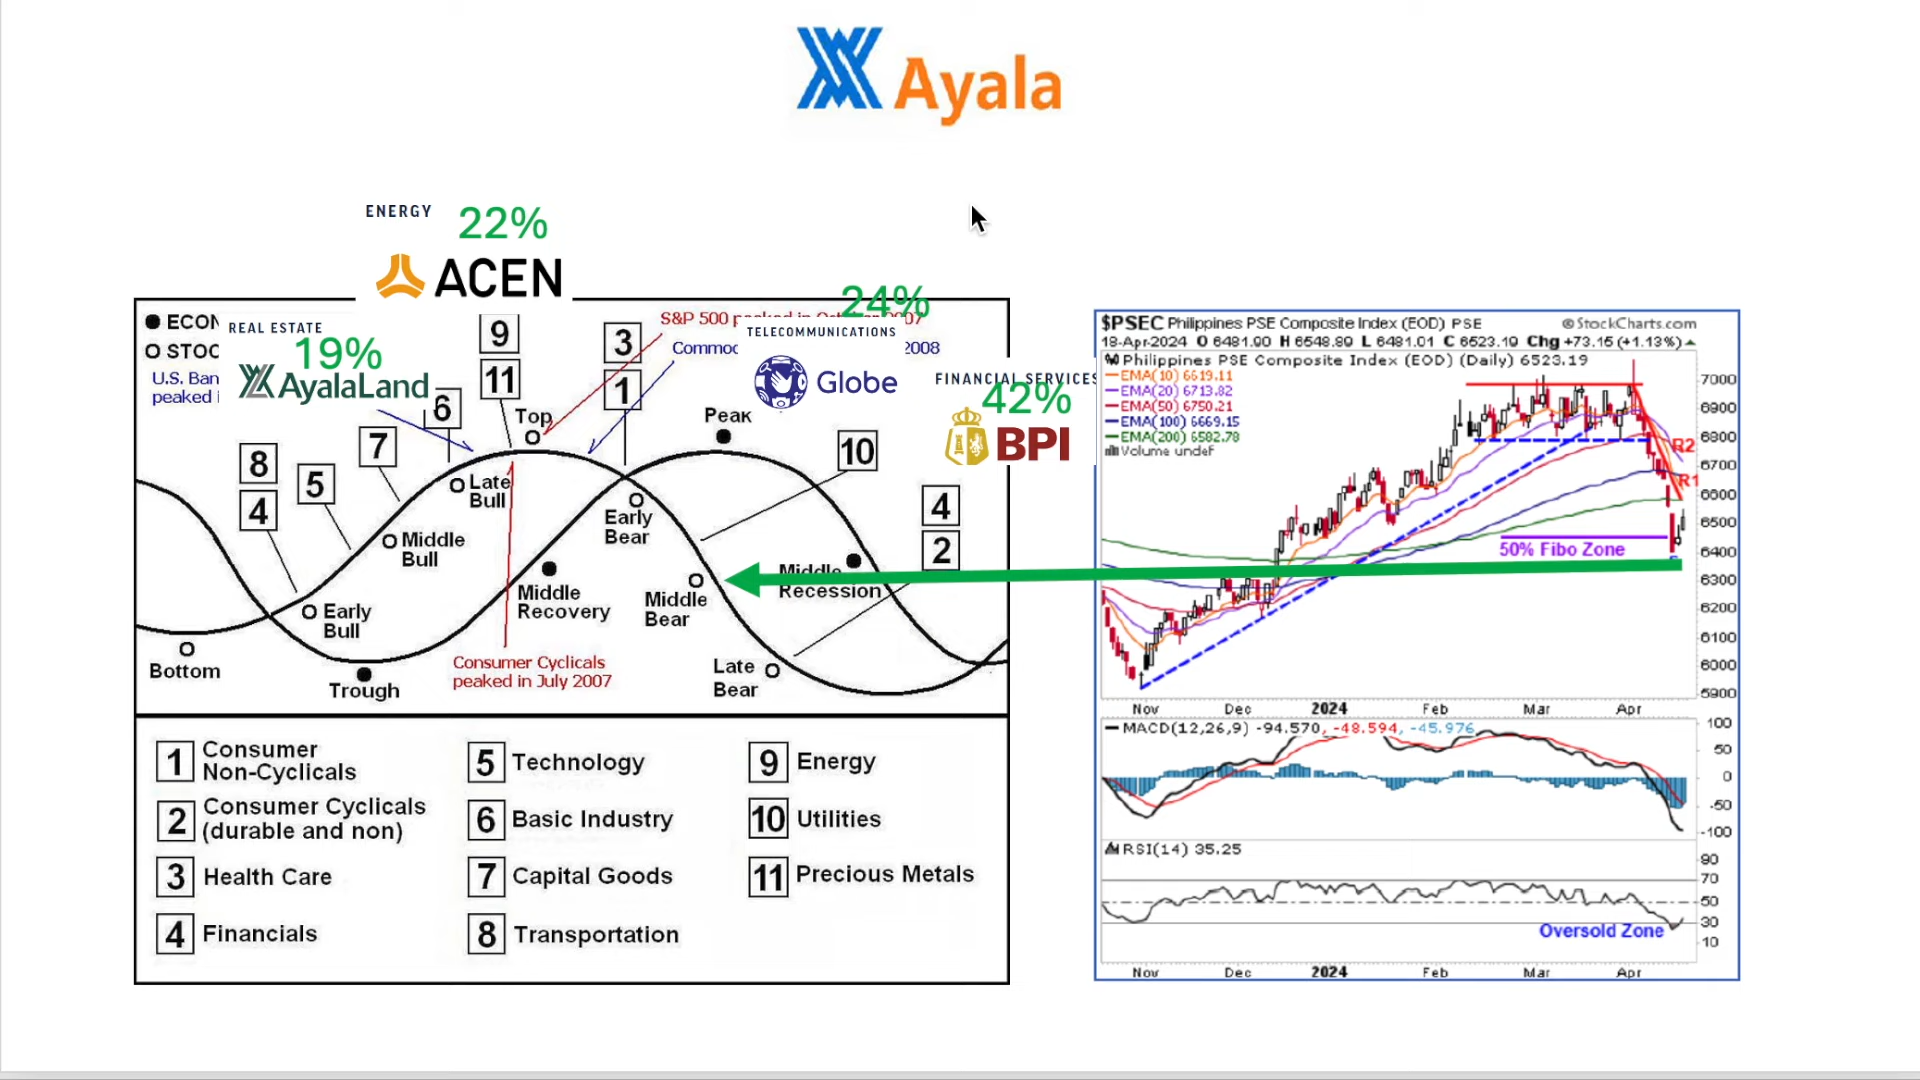 Ayala
ENERGY
22%
ACEN
ECON
STOC
U.S. Ban
peaked i
REAL ESTATE
19%
AyalaLand
9
11
3
1
S&P 500 peaked in October 2007
Commod
2008
24%
TELECOMMUNICATIONS
Globe
FINANCIAL SERVICES
42%
BPI
6
7
8
4
5
10
4
2
Top
Peak
Late
Bull
Middle
Bull
Early
Bull
Bottom
Trough
Early
Bear
Middle
Recovery
Middle
Bear
Middle
Recession
Late
Bear
Consumer Cyclicals
peaked in July 2007
1 Consumer
Non-Cyclicals
2 Consumer Cyclicals
(durable and non)
3 Health Care
4 Financials
5 Technology
6 Basic Industry
7 Capital Goods
8 Transportation
9 Energy
10 Utilities
11 Precious Metals
$PSEC Philippines PSE Composite Index (EOD) PSE
© StockCharts.com
18-Apr-2024 O 6481.90 H 6548.89 L 6481.01 C 6523.19 Chg +73.15 (+1.13%)
Philippines PSE Composite Index (EOD) (Daily) 6523.19
EMA(10) 6619.11
EMA(20) 6713.82
EMA(50) 6750.21
EMA(100) 6669.15
EMA(200) 6582.78
Volume undef
7000
6900
6800
6700
6600
6500
6400
6300
6200
6100
6000
5900
R2
R1
50% Fibo Zone
Nov Dec 2024 Feb Mar Apr
MACD(12,26,9) -94.570, -48.594, -45.976
100
50
0
-50
-100
RSI(14) 35.25
90
70
50
30
10
Oversold Zone
Nov Dec 2024 Feb Mar Apr